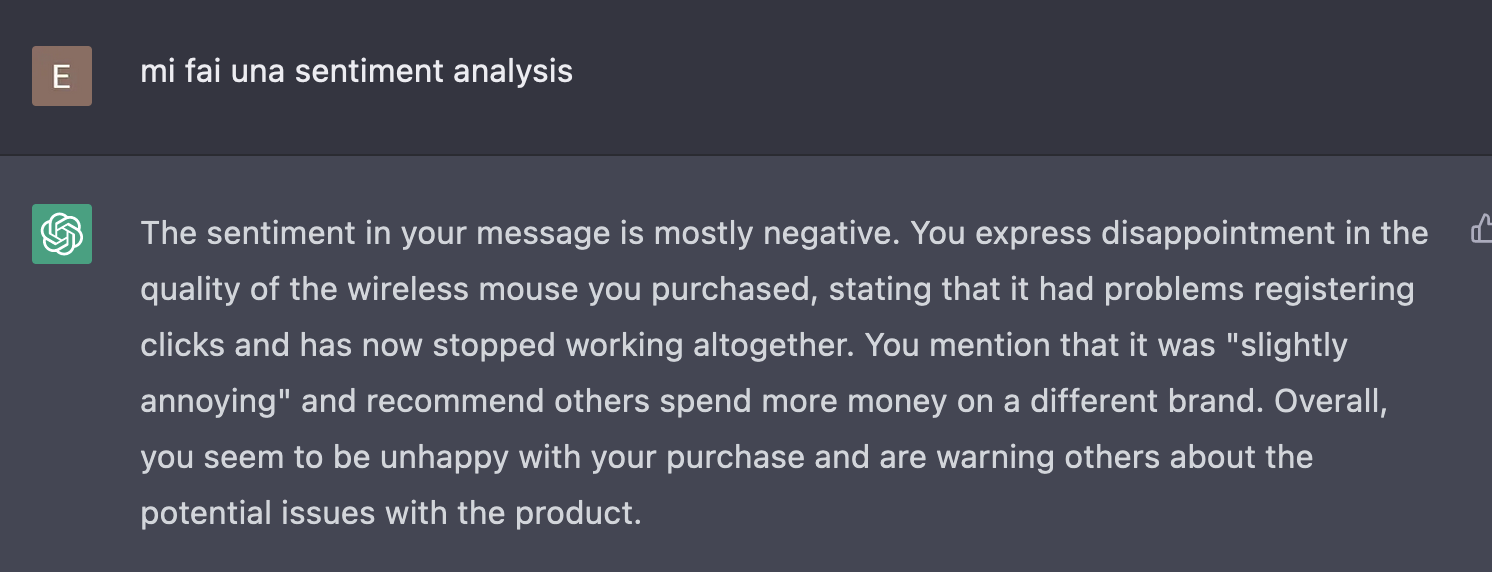 E
mi fai una sentiment analysis
The sentiment in your message is mostly negative. You express disappointment in the
quality of the wireless mouse you purchased, stating that it had problems registering
clicks and has now stopped working altogether. You mention that it was "slightly
annoying" and recommend others spend more money on a different brand. Overall,
you seem to be unhappy with your purchase and are warning others about the
potential issues with the product.